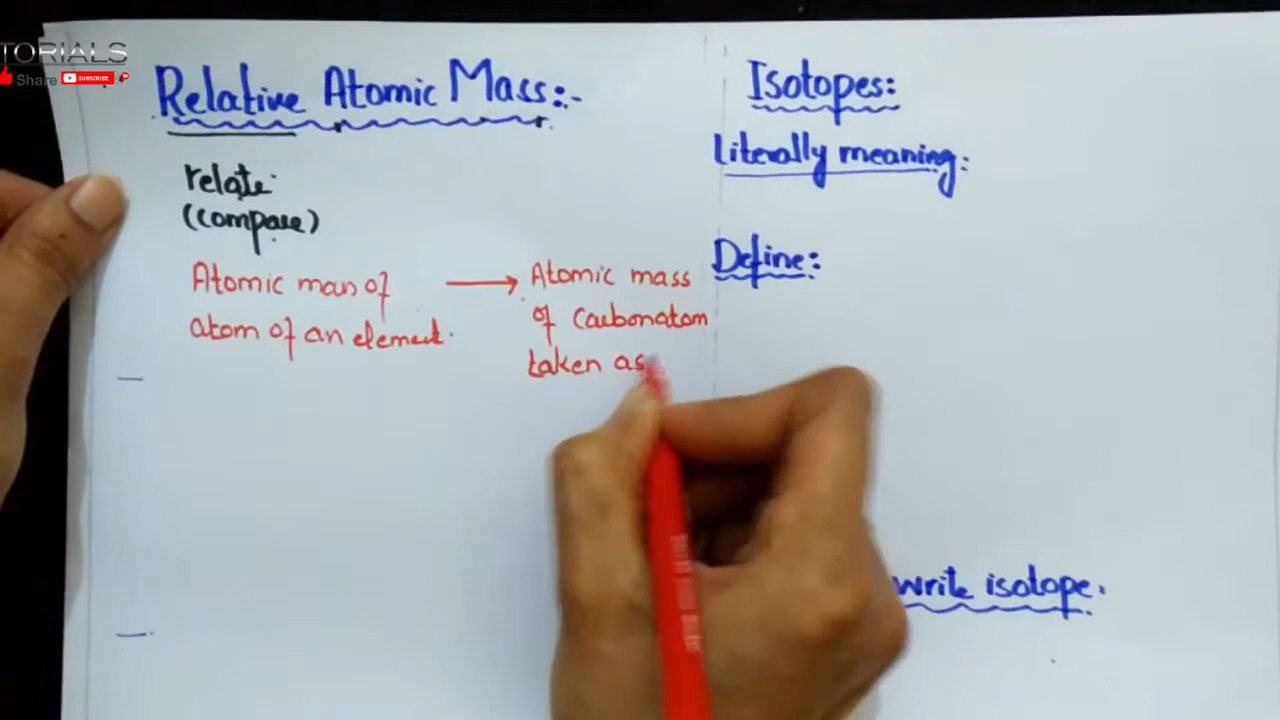 TORIALS
Share SUBSCRIBE
Relative Atomic Mass:-
relate
(compare)
Atomic man of
atom of an element.
Atomic mass
of Carbonatom
taken as
Isotopes:
Literally meaning:
Define:
write isotope.